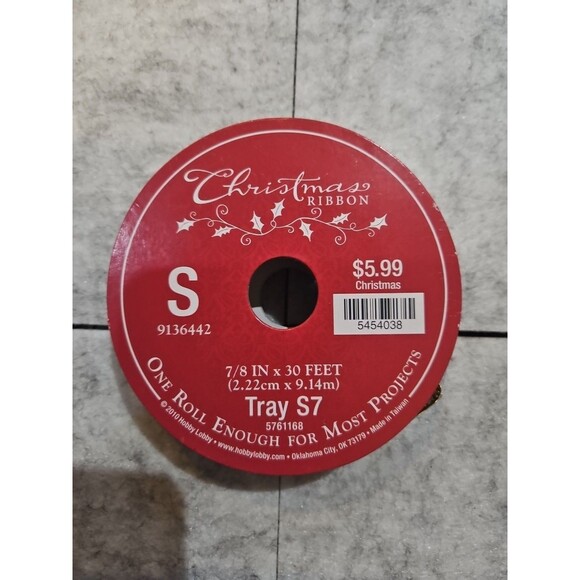 Christmas
RIBBON
S
9136442
$5.99
Christmas
5454038
7/8 IN x 30 FEET
(2.22cm x 9.14m)
Tray S7
5761168
ONE ROLL ENOUGH FOR MOST PROJECTS
© 2010 Hobby Lobby • www.hobbylobby.com • Oklahoma City, OK 73179 • Made in Taiwan